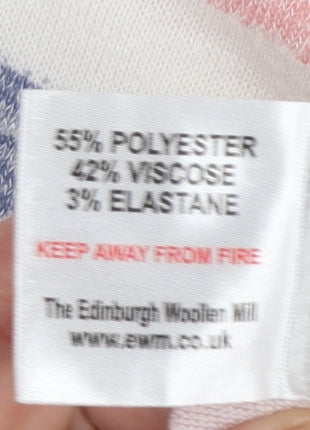 55% POLYESTER
42% VISCOSE
3% ELASTANE
KEEP AWAY FROM FIRE
The Edinburgh Woollen Mill
www.ewm.co.uk